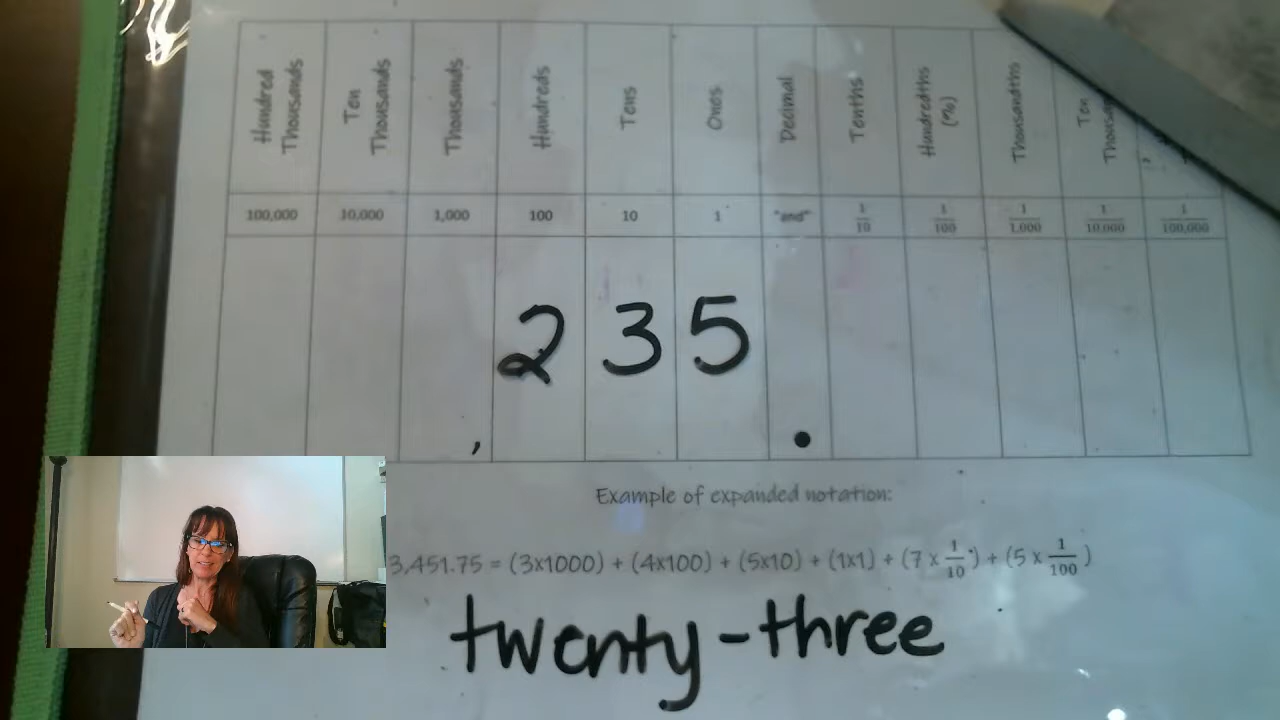 Hundred Thousands Ten Thousands Thousands Hundreds Tens Ones Decimal Tenths Hundredths (%) Thousandths Ten
100,000 10,000 1,000 100 10 1 "and" 1/10 1/100 1/1,000 1/10,000 1/100,000
, 2 3 5 .
Example of expanded notation:
3,451.75 = (3x1000) + (4x100) + (5x10) + (1x1) + (7 x 1/10) + (5 x 1/100)
twenty-three